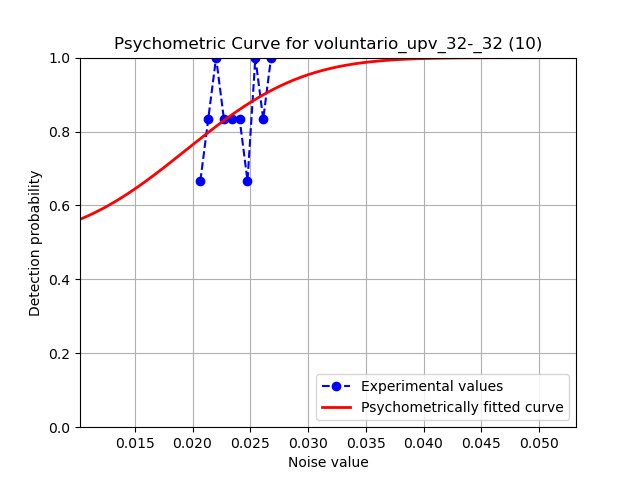 Psychometric Curve for voluntario_upv_32-_32 (10)
Detection probability
1.0
0.8
0.6
0.4
0.2
0.0
0.015 0.020 0.025 0.030 0.035 0.040 0.045 0.050
Noise value
Experimental values
Psychometrically fitted curve